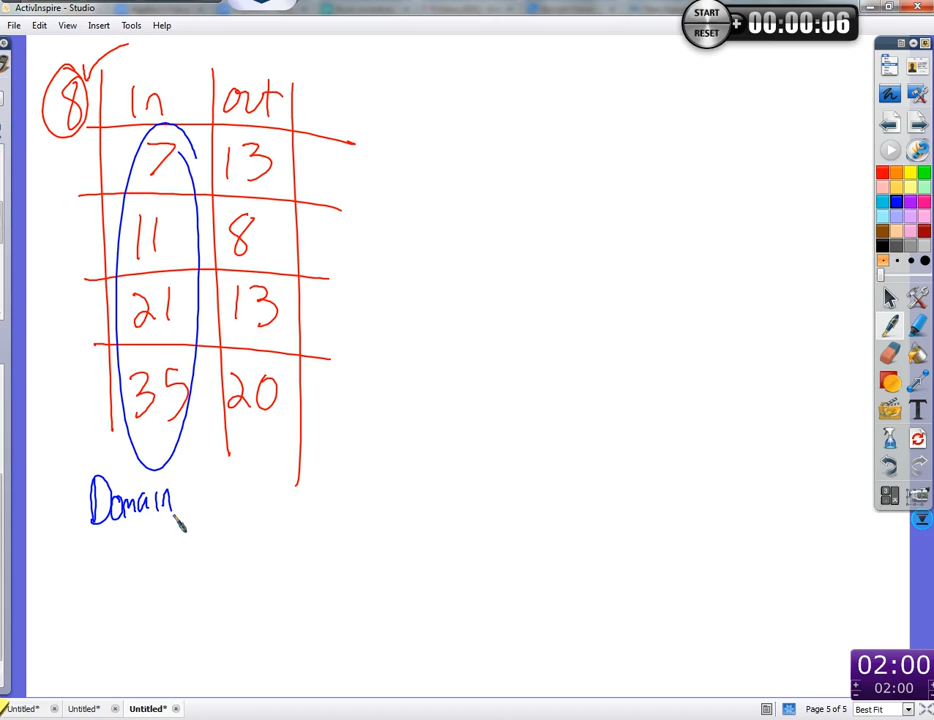 ActivInspire - Studio
START
RESET
00:00:06
File Edit View Insert Tools Help
8 In out
7 13
11 8
21 13
35 20
Domain
02:00
02:00
Untitled* Untitled* Untitled*
Page 5 of 5
Best Fit